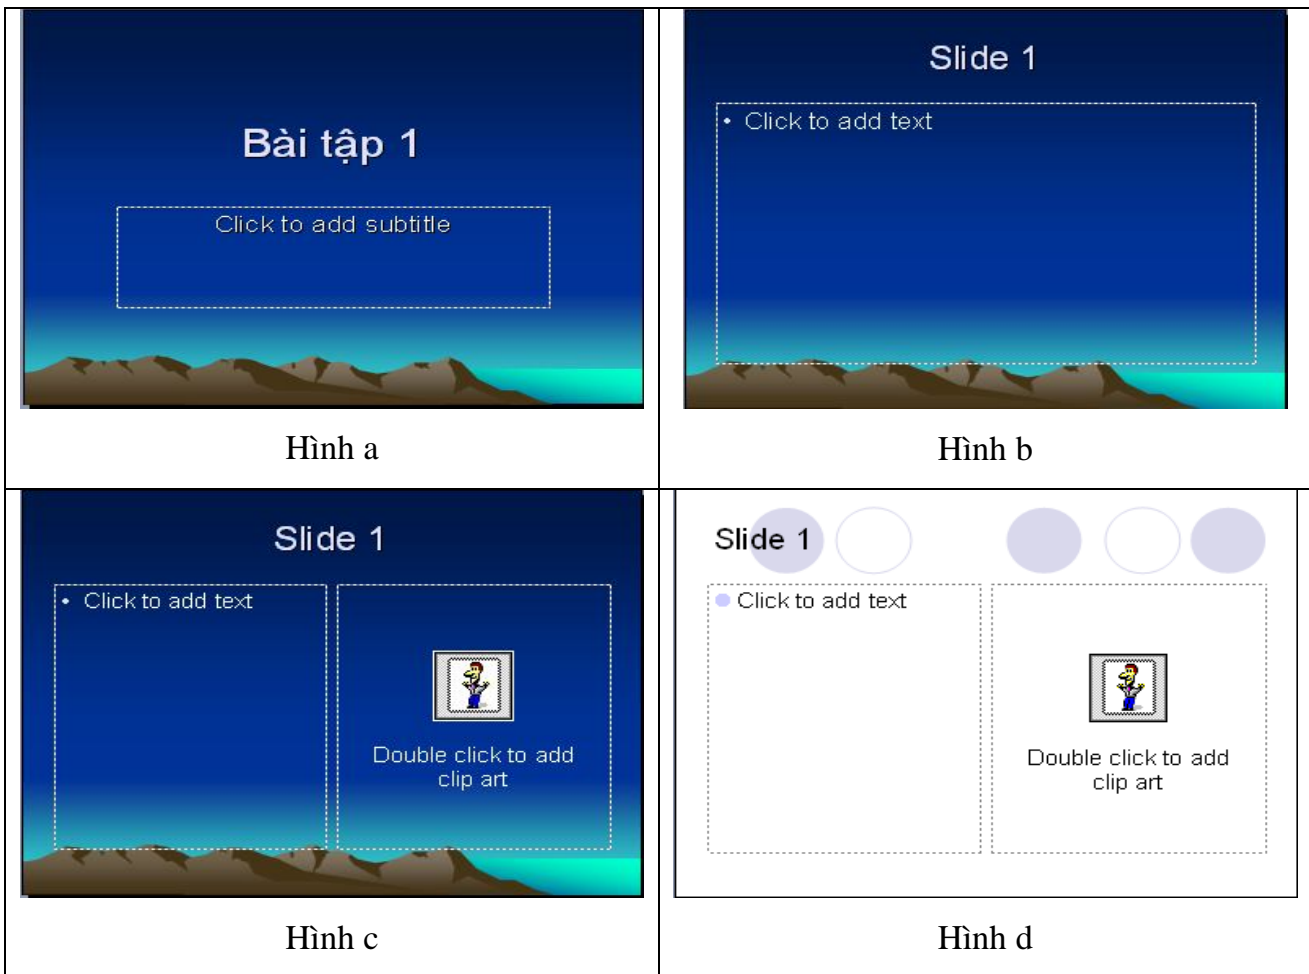 Bài tập 1
Click to add subtitle
Hình a
Slide 1
• Click to add text
Hình b
Slide 1
• Click to add text
Double click to add
clip art
Hình c
Slide 1
Click to add text
Double click to add
clip art
Hình d